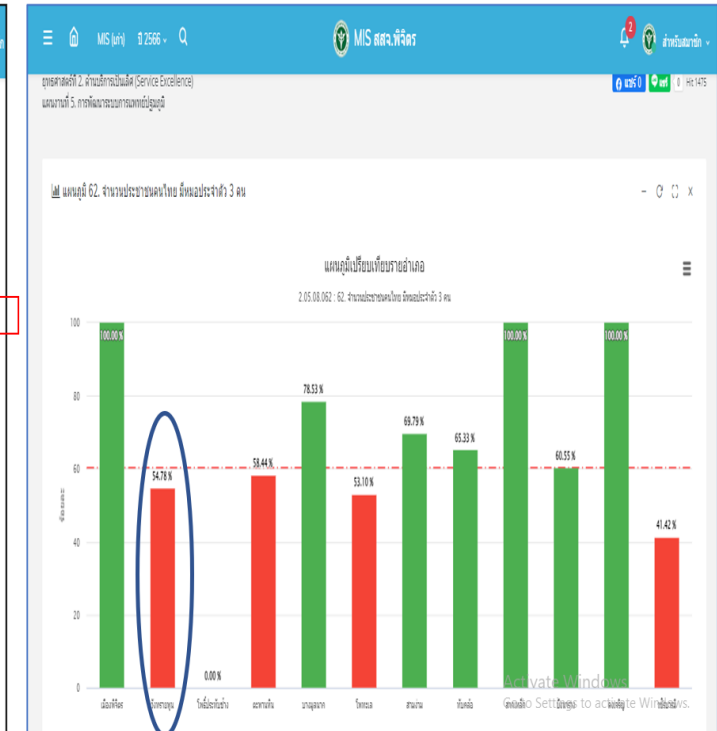 MIS (เก่า)
ปี 2566
MIS สสจ.พิจิตร
2
สำหรับสมาชิก
ยุทธศาสตร์ที่ 2. ด้านบริการเป็นเลิศ (Service Excellence)
แชร์ 0
แชร์
0
Hit 1475
แผนงานที่ 5. การพัฒนาระบบการแพทย์ปฐมภูมิ
แผนภูมิ 62. จำนวนประชาชนคนไทย มีหมอประจำตัว 3 คน
แผนภูมิเปรียบเทียบรายอำเภอ
2.05.08.062 : 62. จำนวนประชาชนคนไทย มีหมอประจำตัว 3 คน
100
80
60
40
20
0
ร้อยละ
100.00 %
54.78 %
0.00 %
58.44 %
78.53 %
53.10 %
69.79 %
65.33 %
100.00 %
60.55 %
100.00 %
41.42 %
เมืองพิจิตร
วังทรายพูน
โพธิ์ประทับช้าง
ตะพานหิน
บางมูลนาก
โพทะเล
สามง่าม
ทับคล้อ
Activate Windows
Go to Settings to activate Windows.